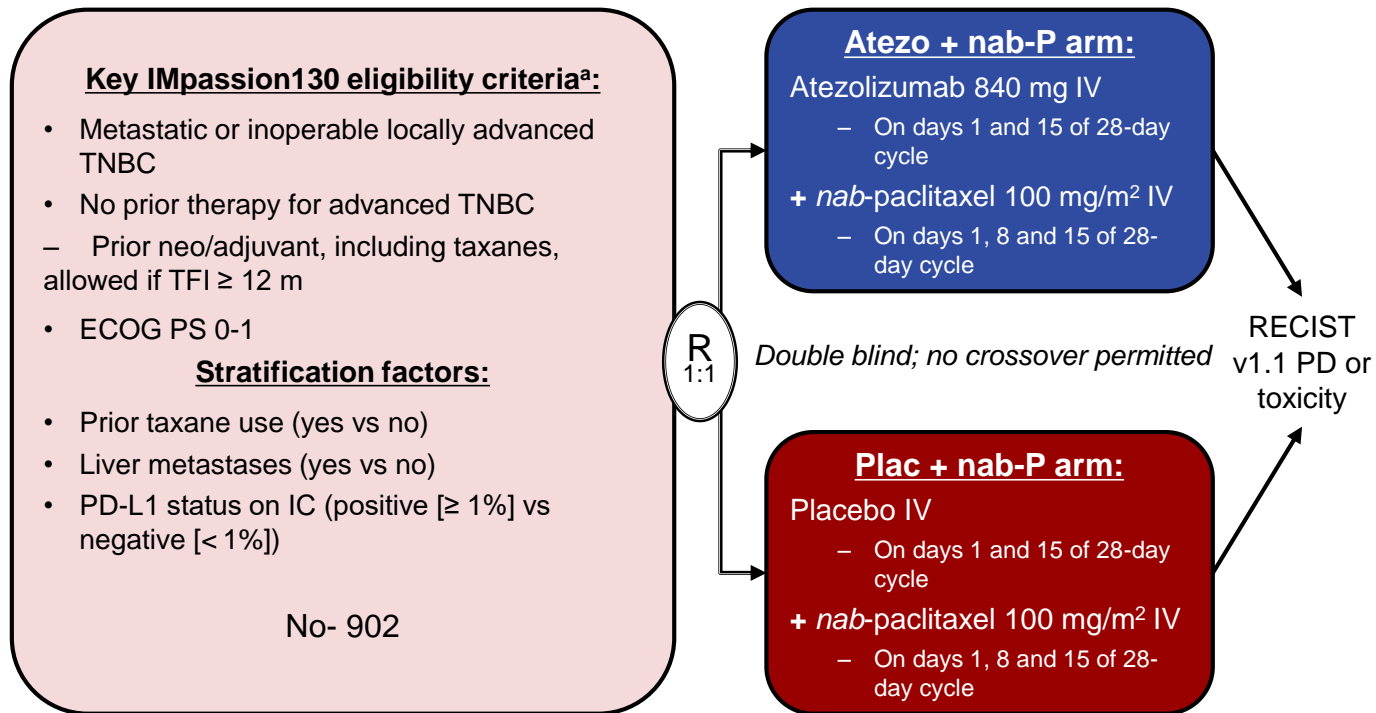 Key IMpassion130 eligibility criteriaᵃ:
• Metastatic or inoperable locally advanced
TNBC
• No prior therapy for advanced TNBC
– Prior neo/adjuvant, including taxanes,
allowed if TFI ≥ 12 m
• ECOG PS 0-1
Stratification factors:
• Prior taxane use (yes vs no)
• Liver metastases (yes vs no)
• PD-L1 status on IC (positive [≥ 1%] vs
negative [< 1%])
No- 902
R
1:1
Atezo + nab-P arm:
Atezolizumab 840 mg IV
– On days 1 and 15 of 28-day
cycle
+ nab-paclitaxel 100 mg/m² IV
– On days 1, 8 and 15 of 28-
day cycle
Double blind; no crossover permitted
Plac + nab-P arm:
Placebo IV
– On days 1 and 15 of 28-day
cycle
+ nab-paclitaxel 100 mg/m² IV
– On days 1, 8 and 15 of 28-
day cycle
RECIST
v1.1 PD or
toxicity